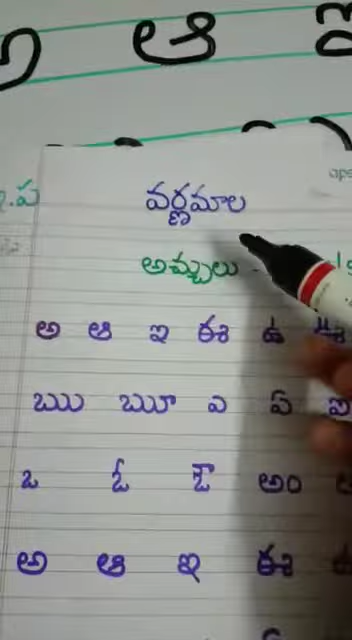 అ ఆ
వర్ణమాల
అచ్చులు -
అ ఆ ఇ ఈ ఉ ఊ
ఋ ౠ ఎ ఏ ఐ
ఒ ఓ ఔ అం
అ ఆ ఇ ఈ